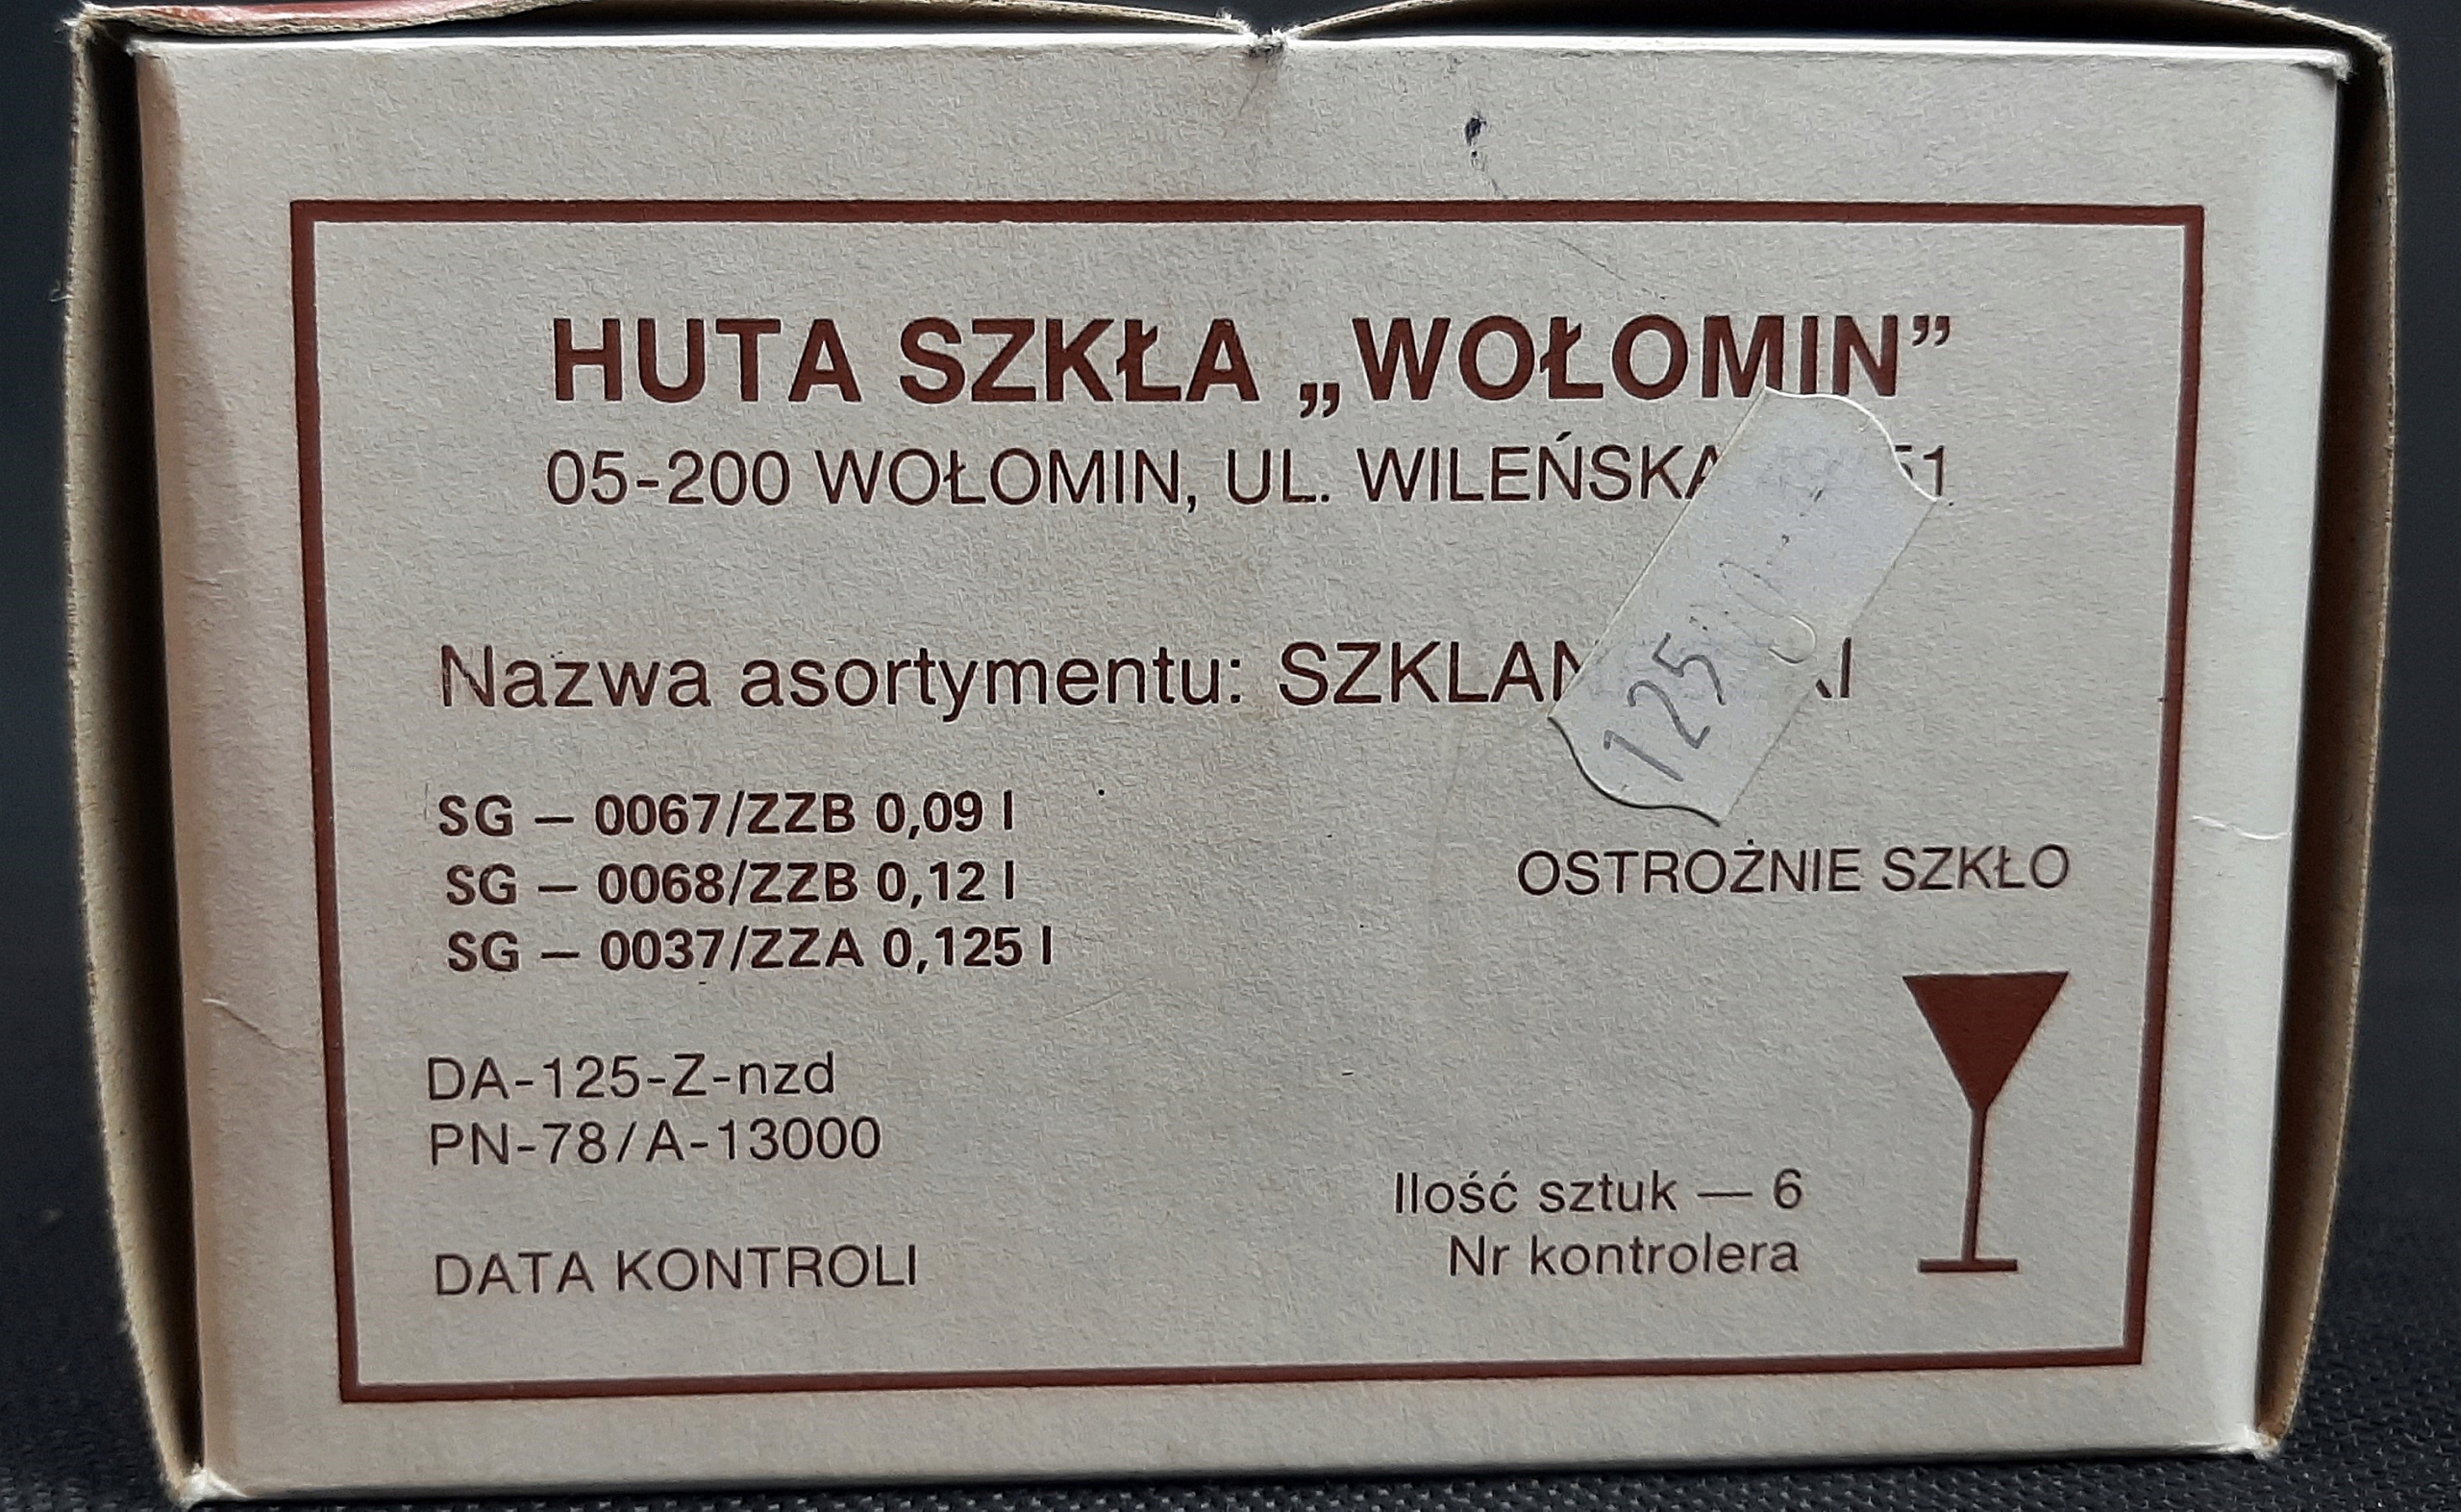 HUTA SZKŁA „WOŁOMIN”
05-200 WOŁOMIN, UL. WILEŃSKA 51
Nazwa asortymentu:
125
SG – 0067/ZZB 0,09 l
SG – 0068/ZZB 0,12 l
SG – 0037/ZZA 0,125 l
OSTROŻNIE SZKŁO
DA-125-Z-nzd
PN-78/A-13000
Ilość sztuk — 6
Nr kontrolera
DATA KONTROLI